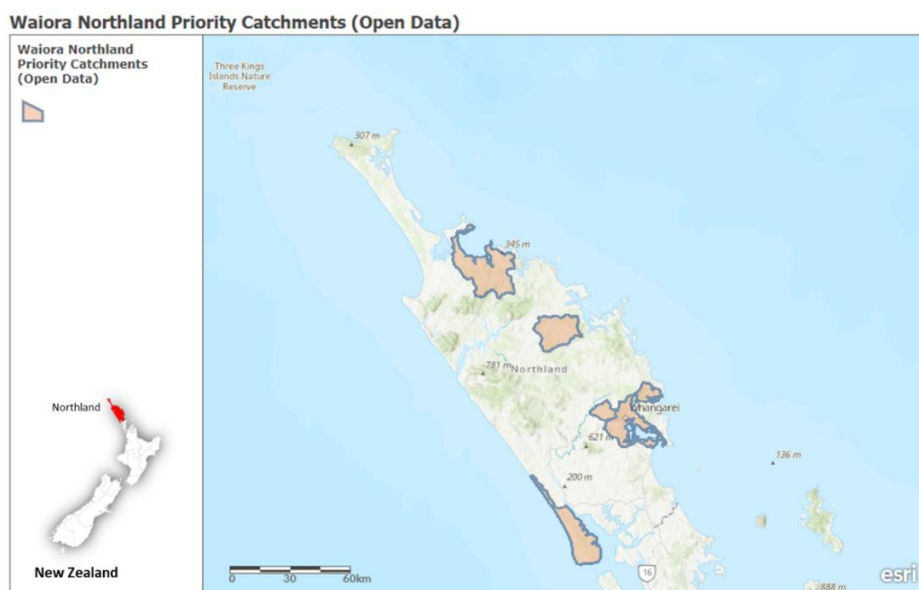 Waiora Northland Priority Catchments (Open Data)
Waiora Northland
Priority Catchments
(Open Data)
Three Kings
Islands Nature
Reserve
307 m
345 m
781 m
Northland
Whangarei
621 m
136 m
200 m
Northland
New Zealand
0 30 60km
16
888 m
esri